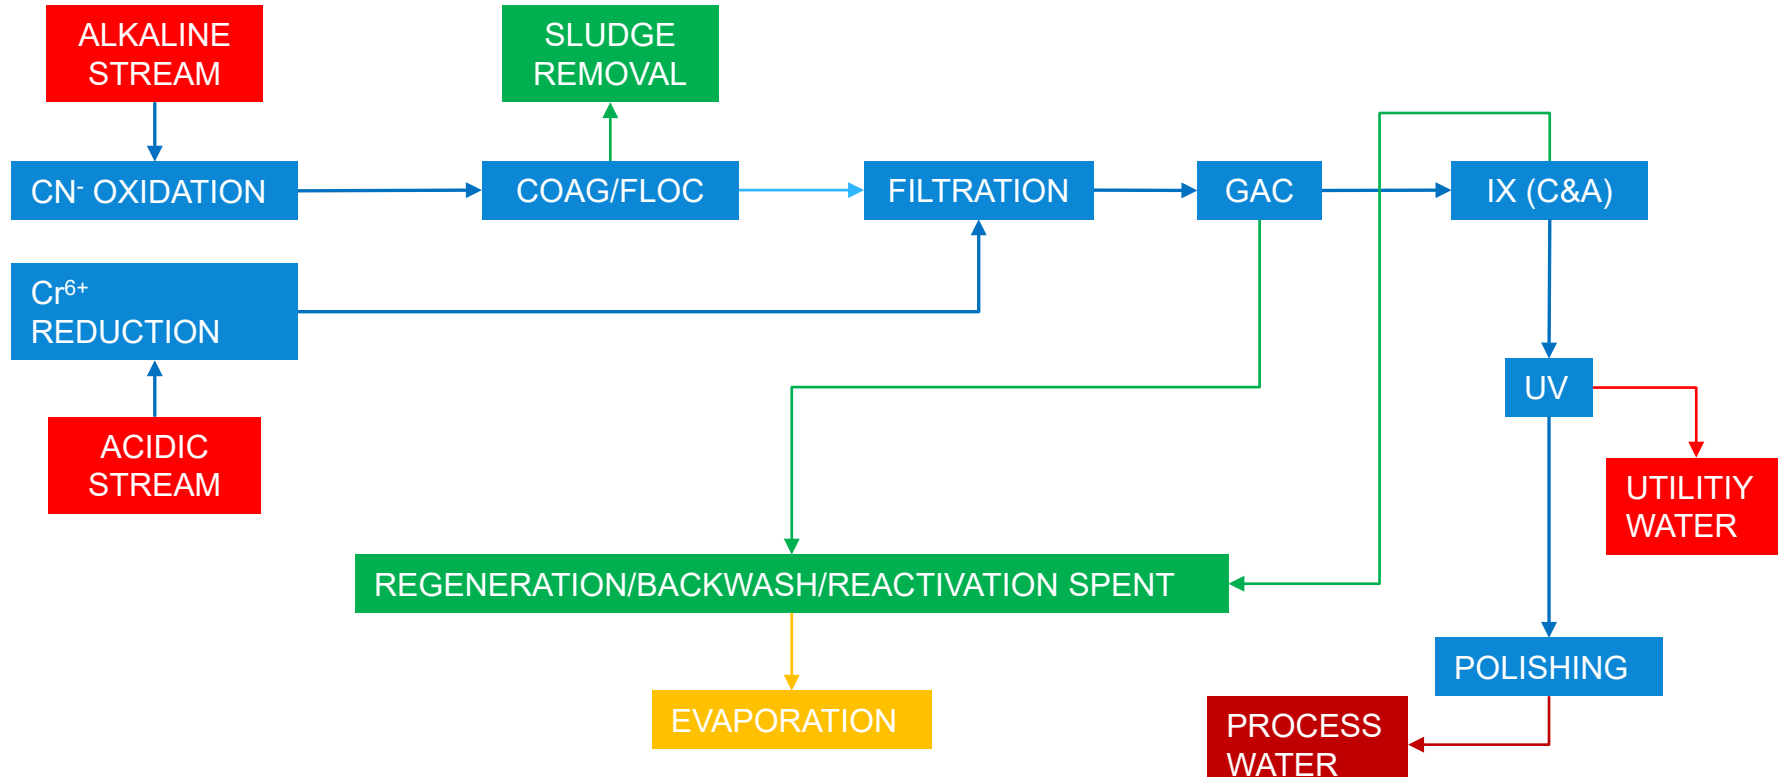 ALKALINE
STREAM
SLUDGE
REMOVAL
CN⁻ OXIDATION
COAG/FLOC
FILTRATION
GAC
IX (C&A)
Cr⁶⁺
REDUCTION
UV
ACIDIC
STREAM
UTILITIY
WATER
REGENERATION/BACKWASH/REACTIVATION SPENT
POLISHING
EVAPORATION
PROCESS
WATER